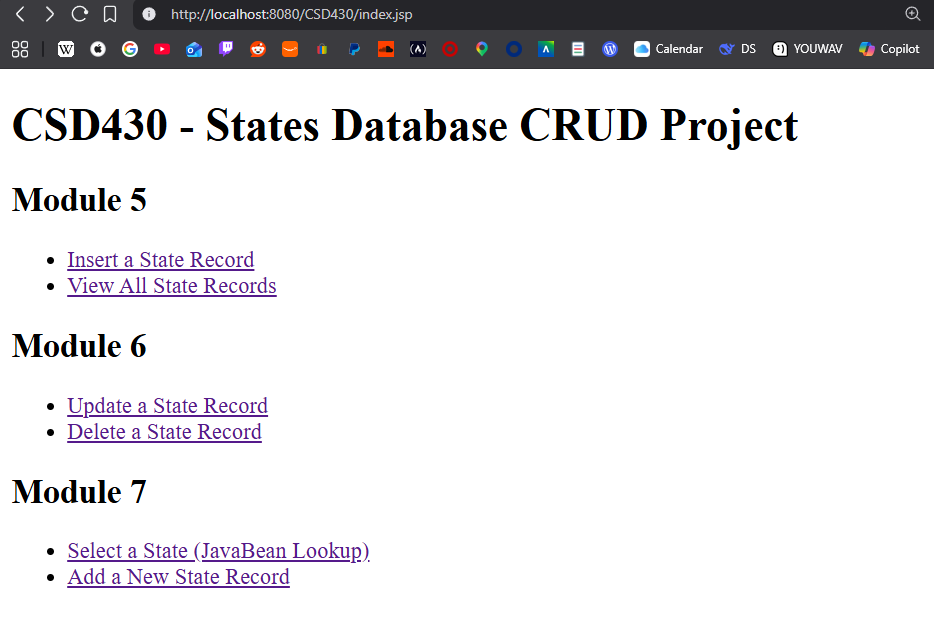 http://localhost:8080/CSD430/index.jsp
Calendar DS YOUWAV Copilot
CSD430 - States Database CRUD Project
Module 5
Insert a State Record
View All State Records
Module 6
Update a State Record
Delete a State Record
Module 7
Select a State (JavaBean Lookup)
Add a New State Record